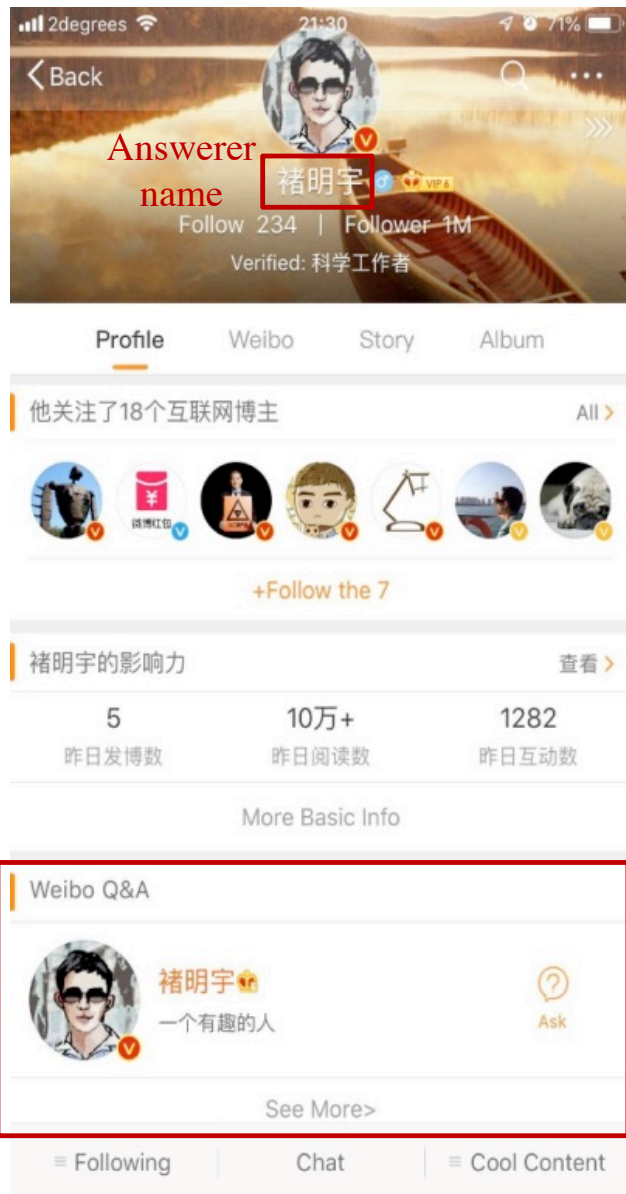 2degrees 21:30 71%
Back
Answerer
name
褚明宇 VIP 6
Follow 234 | Follower 1M
Verified: 科学工作者
Profile Weibo Story Album
他关注了18个互联网博主 All >
¥
微博红包
+Follow the 7
褚明宇的影响力 查看 >
5 10万+ 1282
昨日发博数 昨日阅读数 昨日互动数
More Basic Info
Weibo Q&A
褚明宇
一个有趣的人
Ask
See More>
Following Chat Cool Content